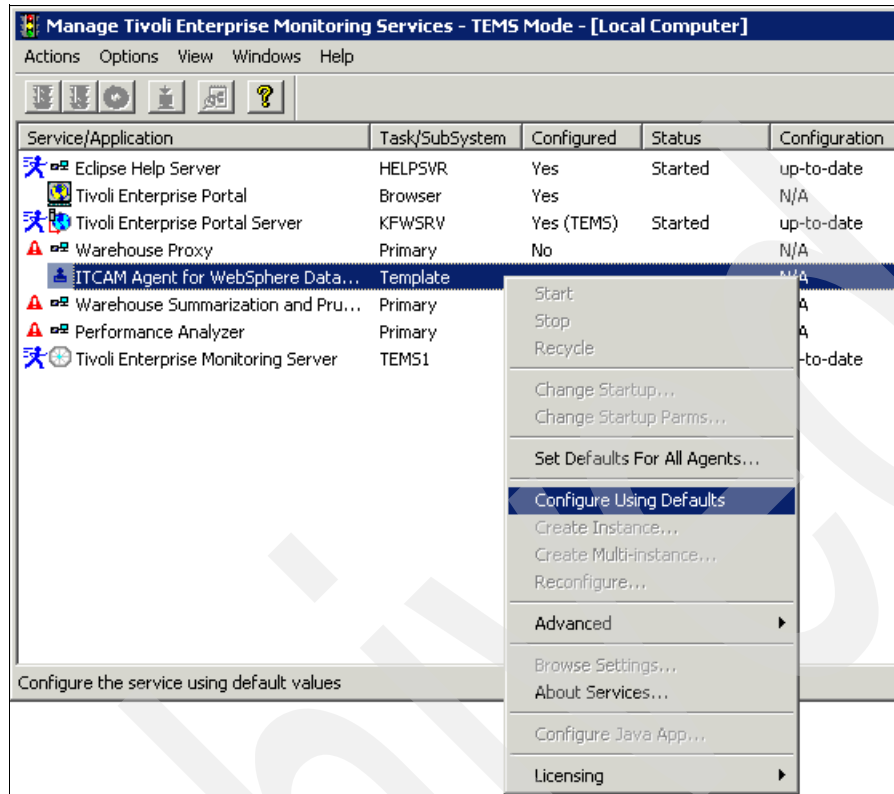 Manage Tivoli Enterprise Monitoring Services - TEMS Mode - [Local Computer]
Actions Options View Windows Help
Service/Application Task/SubSystem Configured Status Configuration
Eclipse Help Server HELPSVR Yes Started up-to-date
Tivoli Enterprise Portal Browser Yes N/A
Tivoli Enterprise Portal Server KFWSRV Yes (TEMS) Started up-to-date
Warehouse Proxy Primary No N/A
ITCAM Agent for WebSphere Data... Template N/A
Warehouse Summarization and Pru... Primary
Performance Analyzer Primary
Tivoli Enterprise Monitoring Server TEMS1 -to-date
Start
Stop
Recycle
Change Startup...
Change Startup Parms...
Set Defaults For All Agents...
Configure Using Defaults
Create Instance...
Create Multi-instance...
Reconfigure...
Advanced
Browse Settings...
About Services...
Configure Java App...
Licensing
Configure the service using default values